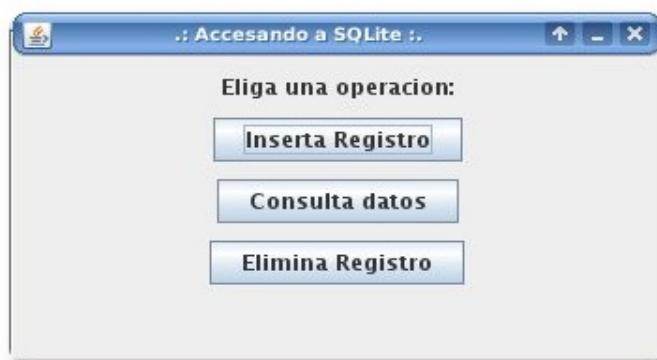 .: Accesando a SQLite :.
Eliga una operacion:
Inserta Registro
Consulta datos
Elimina Registro